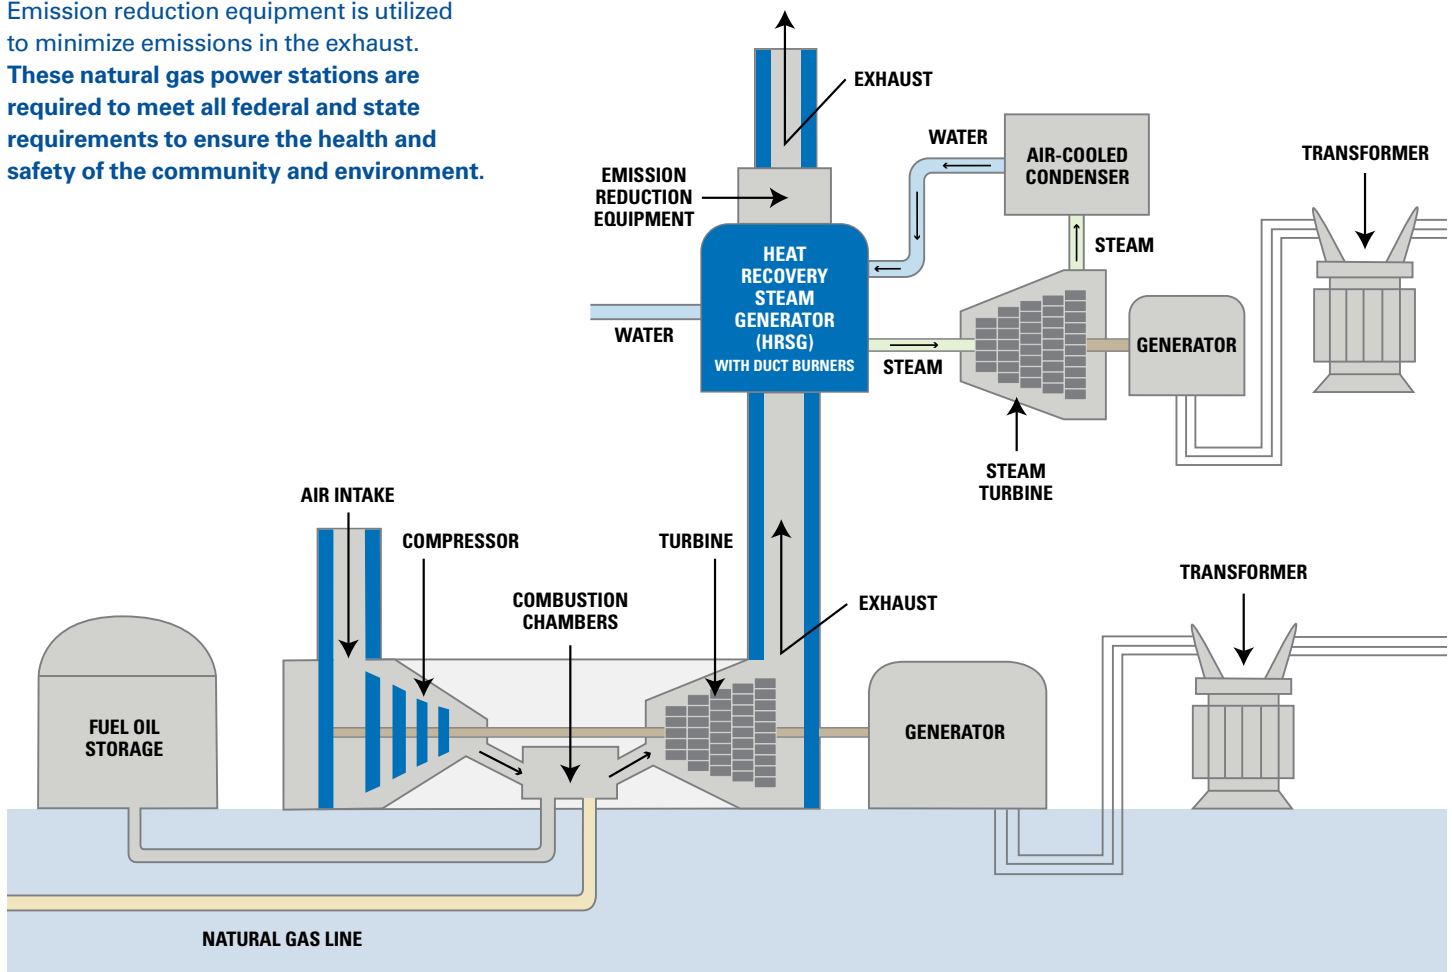 Emission reduction equipment is utilized
to minimize emissions in the exhaust.
These natural gas power stations are
required to meet all federal and state
requirements to ensure the health and
safety of the community and environment.
EXHAUST
WATER
AIR-COOLED
CONDENSER
TRANSFORMER
EMISSION
REDUCTION
EQUIPMENT
STEAM
HEAT
RECOVERY
STEAM
GENERATOR
(HRSG)
WITH DUCT BURNERS
WATER
STEAM
GENERATOR
STEAM
TURBINE
AIR INTAKE
COMPRESSOR
TURBINE
COMBUSTION
CHAMBERS
EXHAUST
TRANSFORMER
FUEL OIL
STORAGE
GENERATOR
NATURAL GAS LINE